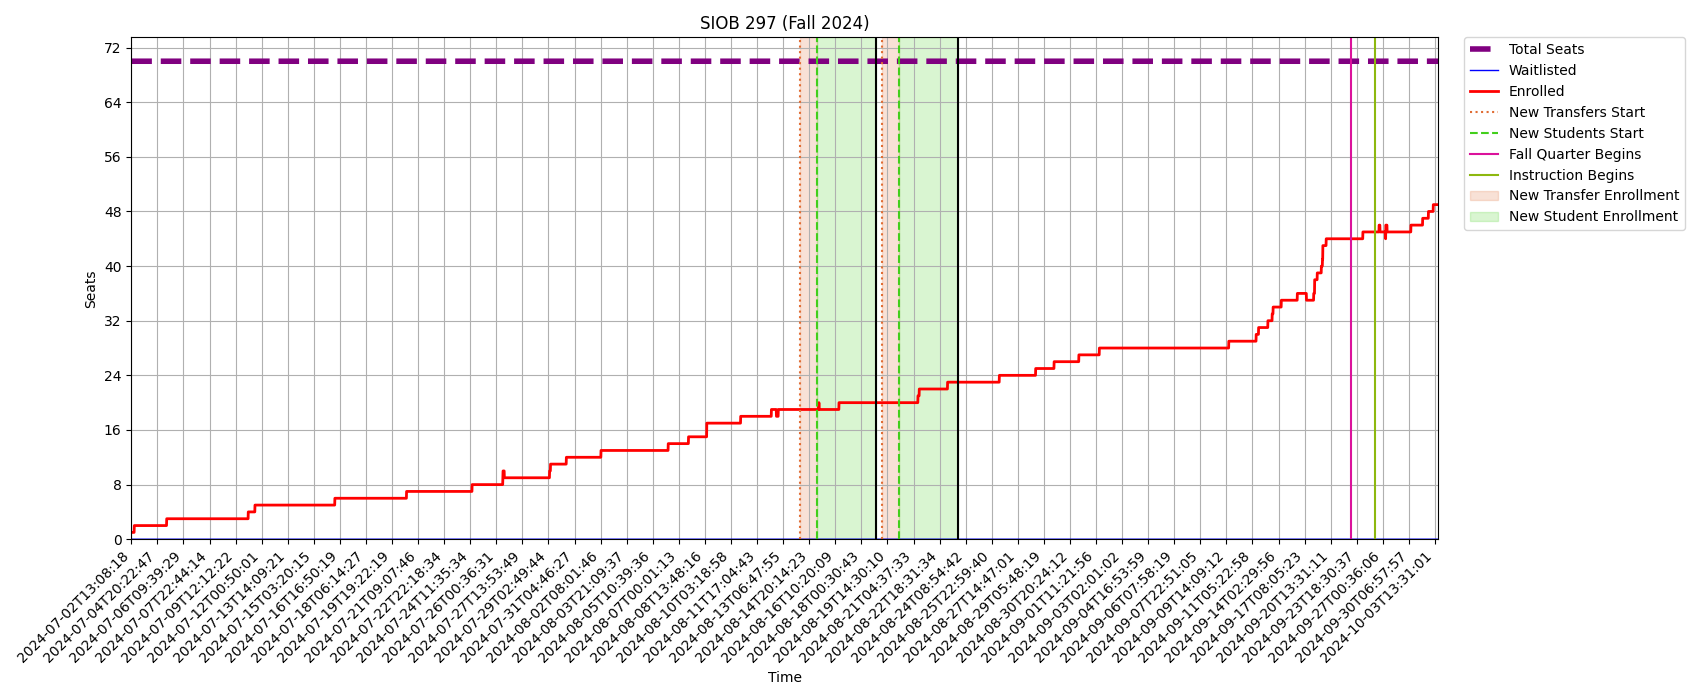 SIOB 297 (Fall 2024)
Total Seats
Waitlisted
Enrolled
New Transfers Start
New Students Start
Fall Quarter Begins
Instruction Begins
New Transfer Enrollment
New Student Enrollment
Seats
72
64
56
48
40
32
24
16
8
0
2024-07-02T13:08:18
2024-07-04T20:22:47
2024-07-06T09:39:29
2024-07-07T22:44:14
2024-07-09T12:12:22
2024-07-12T00:50:01
2024-07-13T14:09:21
2024-07-15T03:20:15
2024-07-16T16:50:19
2024-07-18T06:14:27
2024-07-19T19:22:19
2024-07-21T09:07:46
2024-07-22T22:18:34
2024-07-24T11:35:34
2024-07-26T00:36:31
2024-07-27T13:53:49
2024-07-29T02:49:44
2024-07-31T04:46:27
2024-08-02T08:01:46
2024-08-03T21:09:37
2024-08-05T10:39:36
2024-08-07T00:01:13
2024-08-08T13:48:16
2024-08-10T03:18:58
2024-08-11T17:04:43
2024-08-13T06:47:55
2024-08-14T20:14:23
2024-08-16T10:20:09
2024-08-18T00:30:43
2024-08-19T14:30:10
2024-08-21T04:37:33
2024-08-22T18:31:34
2024-08-24T08:54:42
2024-08-25T22:59:40
2024-08-27T14:47:01
2024-08-29T05:48:19
2024-08-30T20:24:12
2024-09-01T11:21:56
2024-09-03T02:01:02
2024-09-04T16:53:59
2024-09-06T07:58:19
2024-09-07T22:51:05
2024-09-09T14:09:12
2024-09-11T05:22:58
2024-09-14T02:29:56
2024-09-17T08:05:23
2024-09-20T13:31:11
2024-09-23T18:30:37
2024-09-27T00:36:06
2024-09-30T06:57:57
2024-10-03T13:31:01
Time